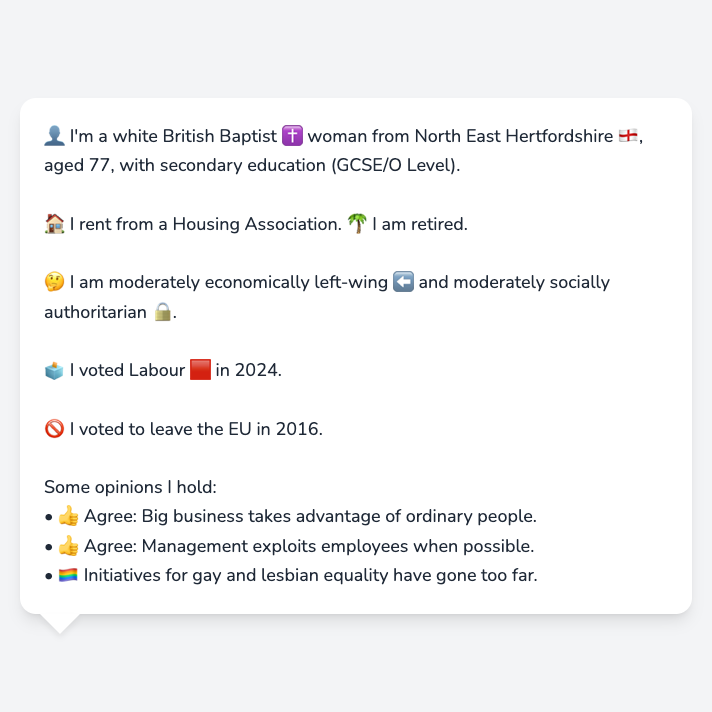 👤 I'm a white British Baptist ✝️ woman from North East Hertfordshire 🏴󠁧󠁢󠁥󠁮󠁧󠁿,
aged 77, with secondary education (GCSE/O Level).
🏠 I rent from a Housing Association. 🌴 I am retired.
🤔 I am moderately economically left-wing ⬅️ and moderately socially
authoritarian 🔒.
🗳️ I voted Labour 🟥 in 2024.
🚫 I voted to leave the EU in 2016.
Some opinions I hold:
• 👍 Agree: Big business takes advantage of ordinary people.
• 👍 Agree: Management exploits employees when possible.
• 🏳️‍🌈 Initiatives for gay and lesbian equality have gone too far.